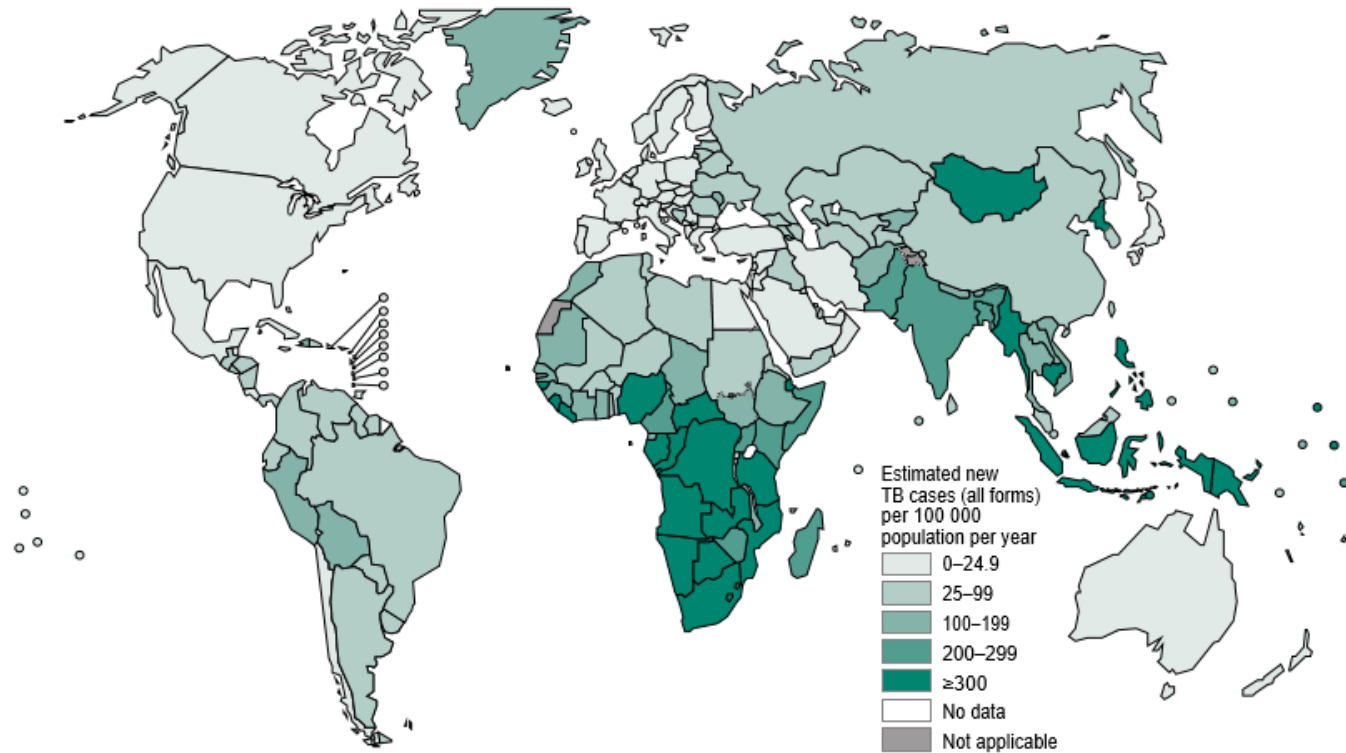 Estimated new
TB cases (all forms)
per 100 000
population per year
0–24.9
25–99
100–199
200–299
≥300
No data
Not applicable